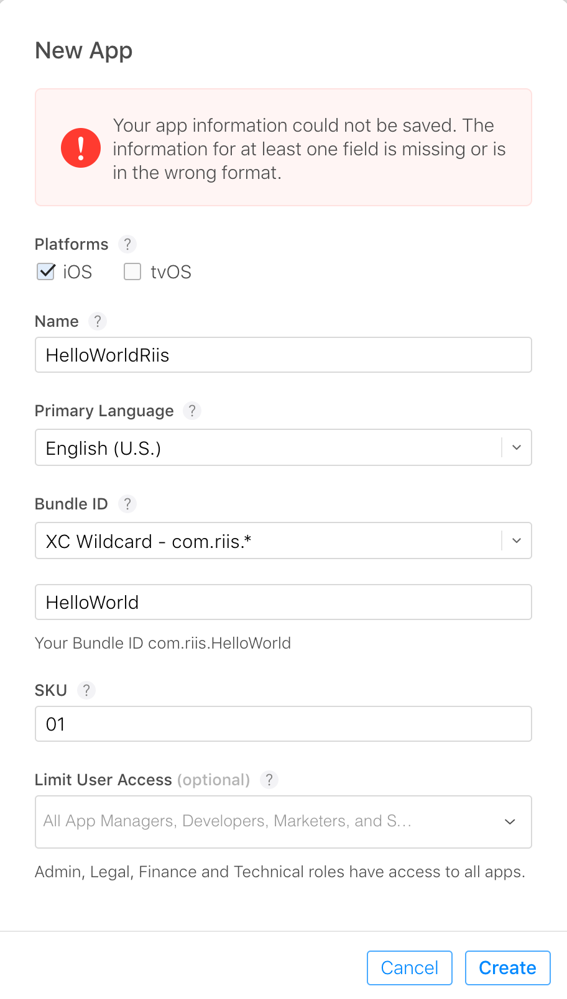 New App
Your app information could not be saved. The
information for at least one field is missing or is
in the wrong format.
Platforms ?
iOS tvOS
Name ?
HelloWorldRiis
Primary Language ?
English (U.S.)
Bundle ID ?
XC Wildcard - com.riis.*
HelloWorld
Your Bundle ID com.riis.HelloWorld
SKU ?
01
Limit User Access (optional) ?
All App Managers, Developers, Marketers, and S...
Admin, Legal, Finance and Technical roles have access to all apps.
Cancel Create